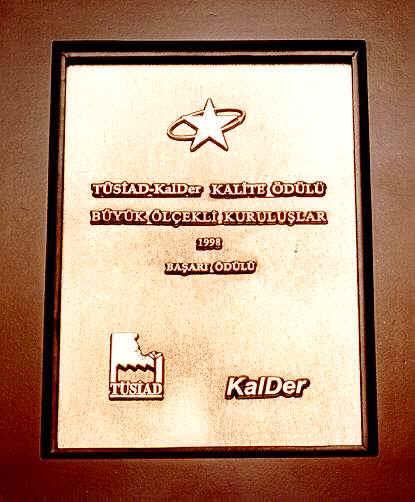 TÜSİAD-KalDer KALİTE ÖDÜLÜ
BÜYÜK ÖLÇEKLİ KURULUŞLAR
1998
BAŞARI ÖDÜLÜ
TÜSİAD
KalDer